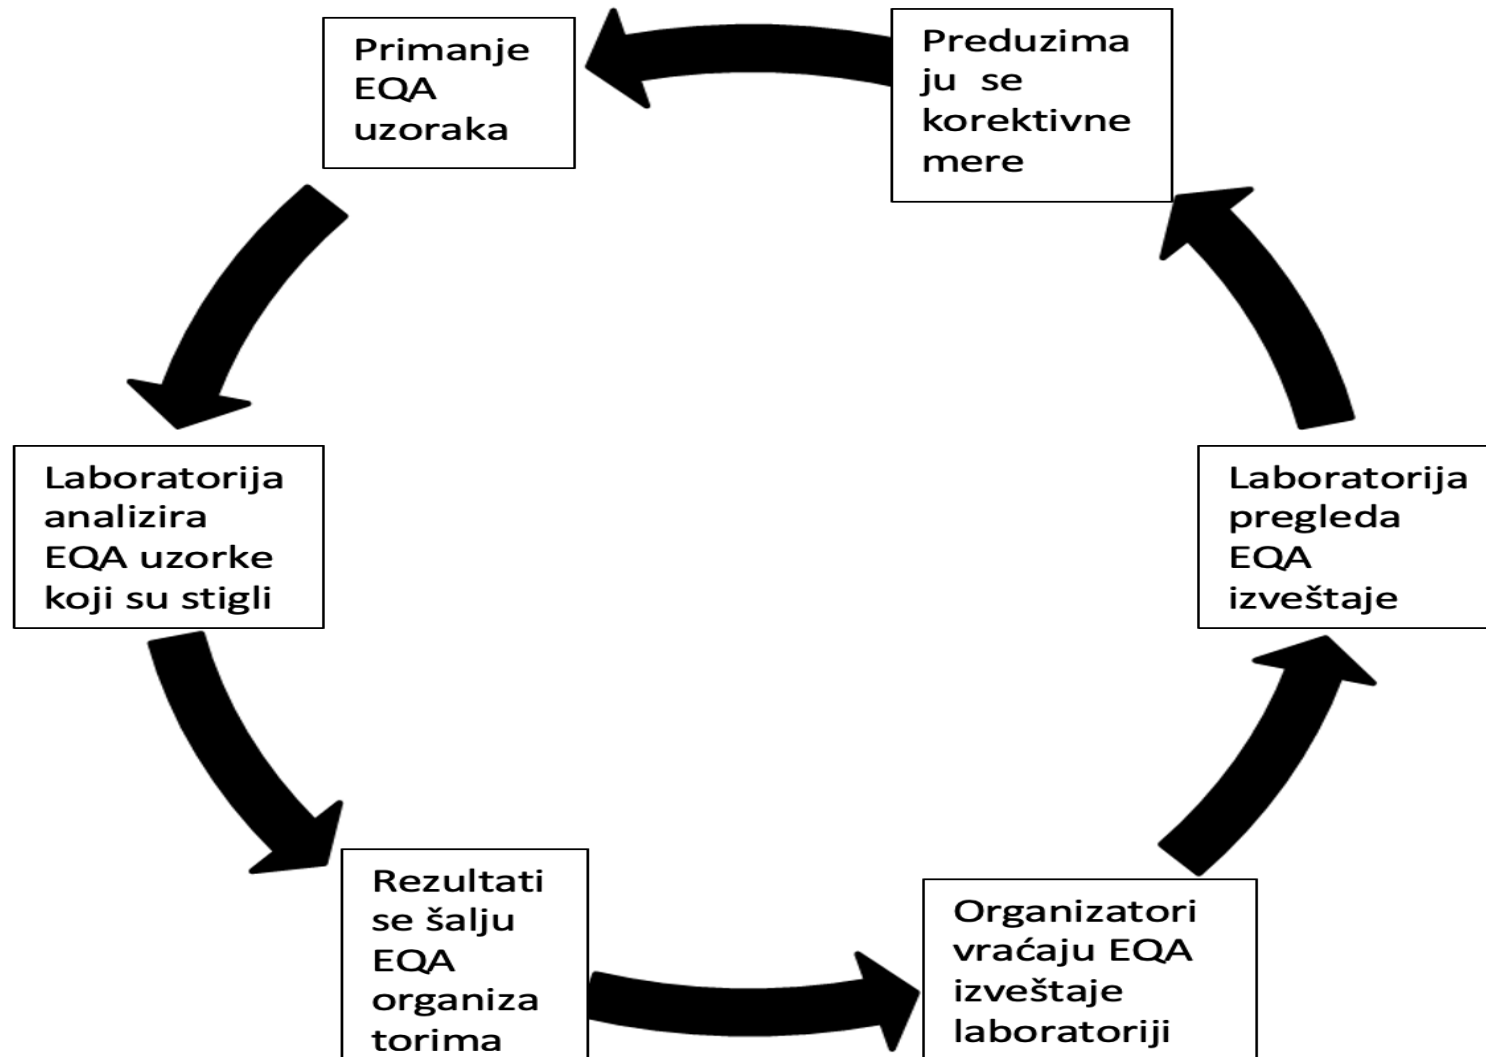 Primanje
EQA
uzoraka
Preduzima
ju se
korektivne
mere
Laboratorija
analizira
EQA uzorke
koji su stigli
Laboratorija
pregleda
EQA
izveštaje
Rezultati
se šalju
EQA
organiza
torima
Organizatori
vraćaju EQA
izveštaje
laboratoriji